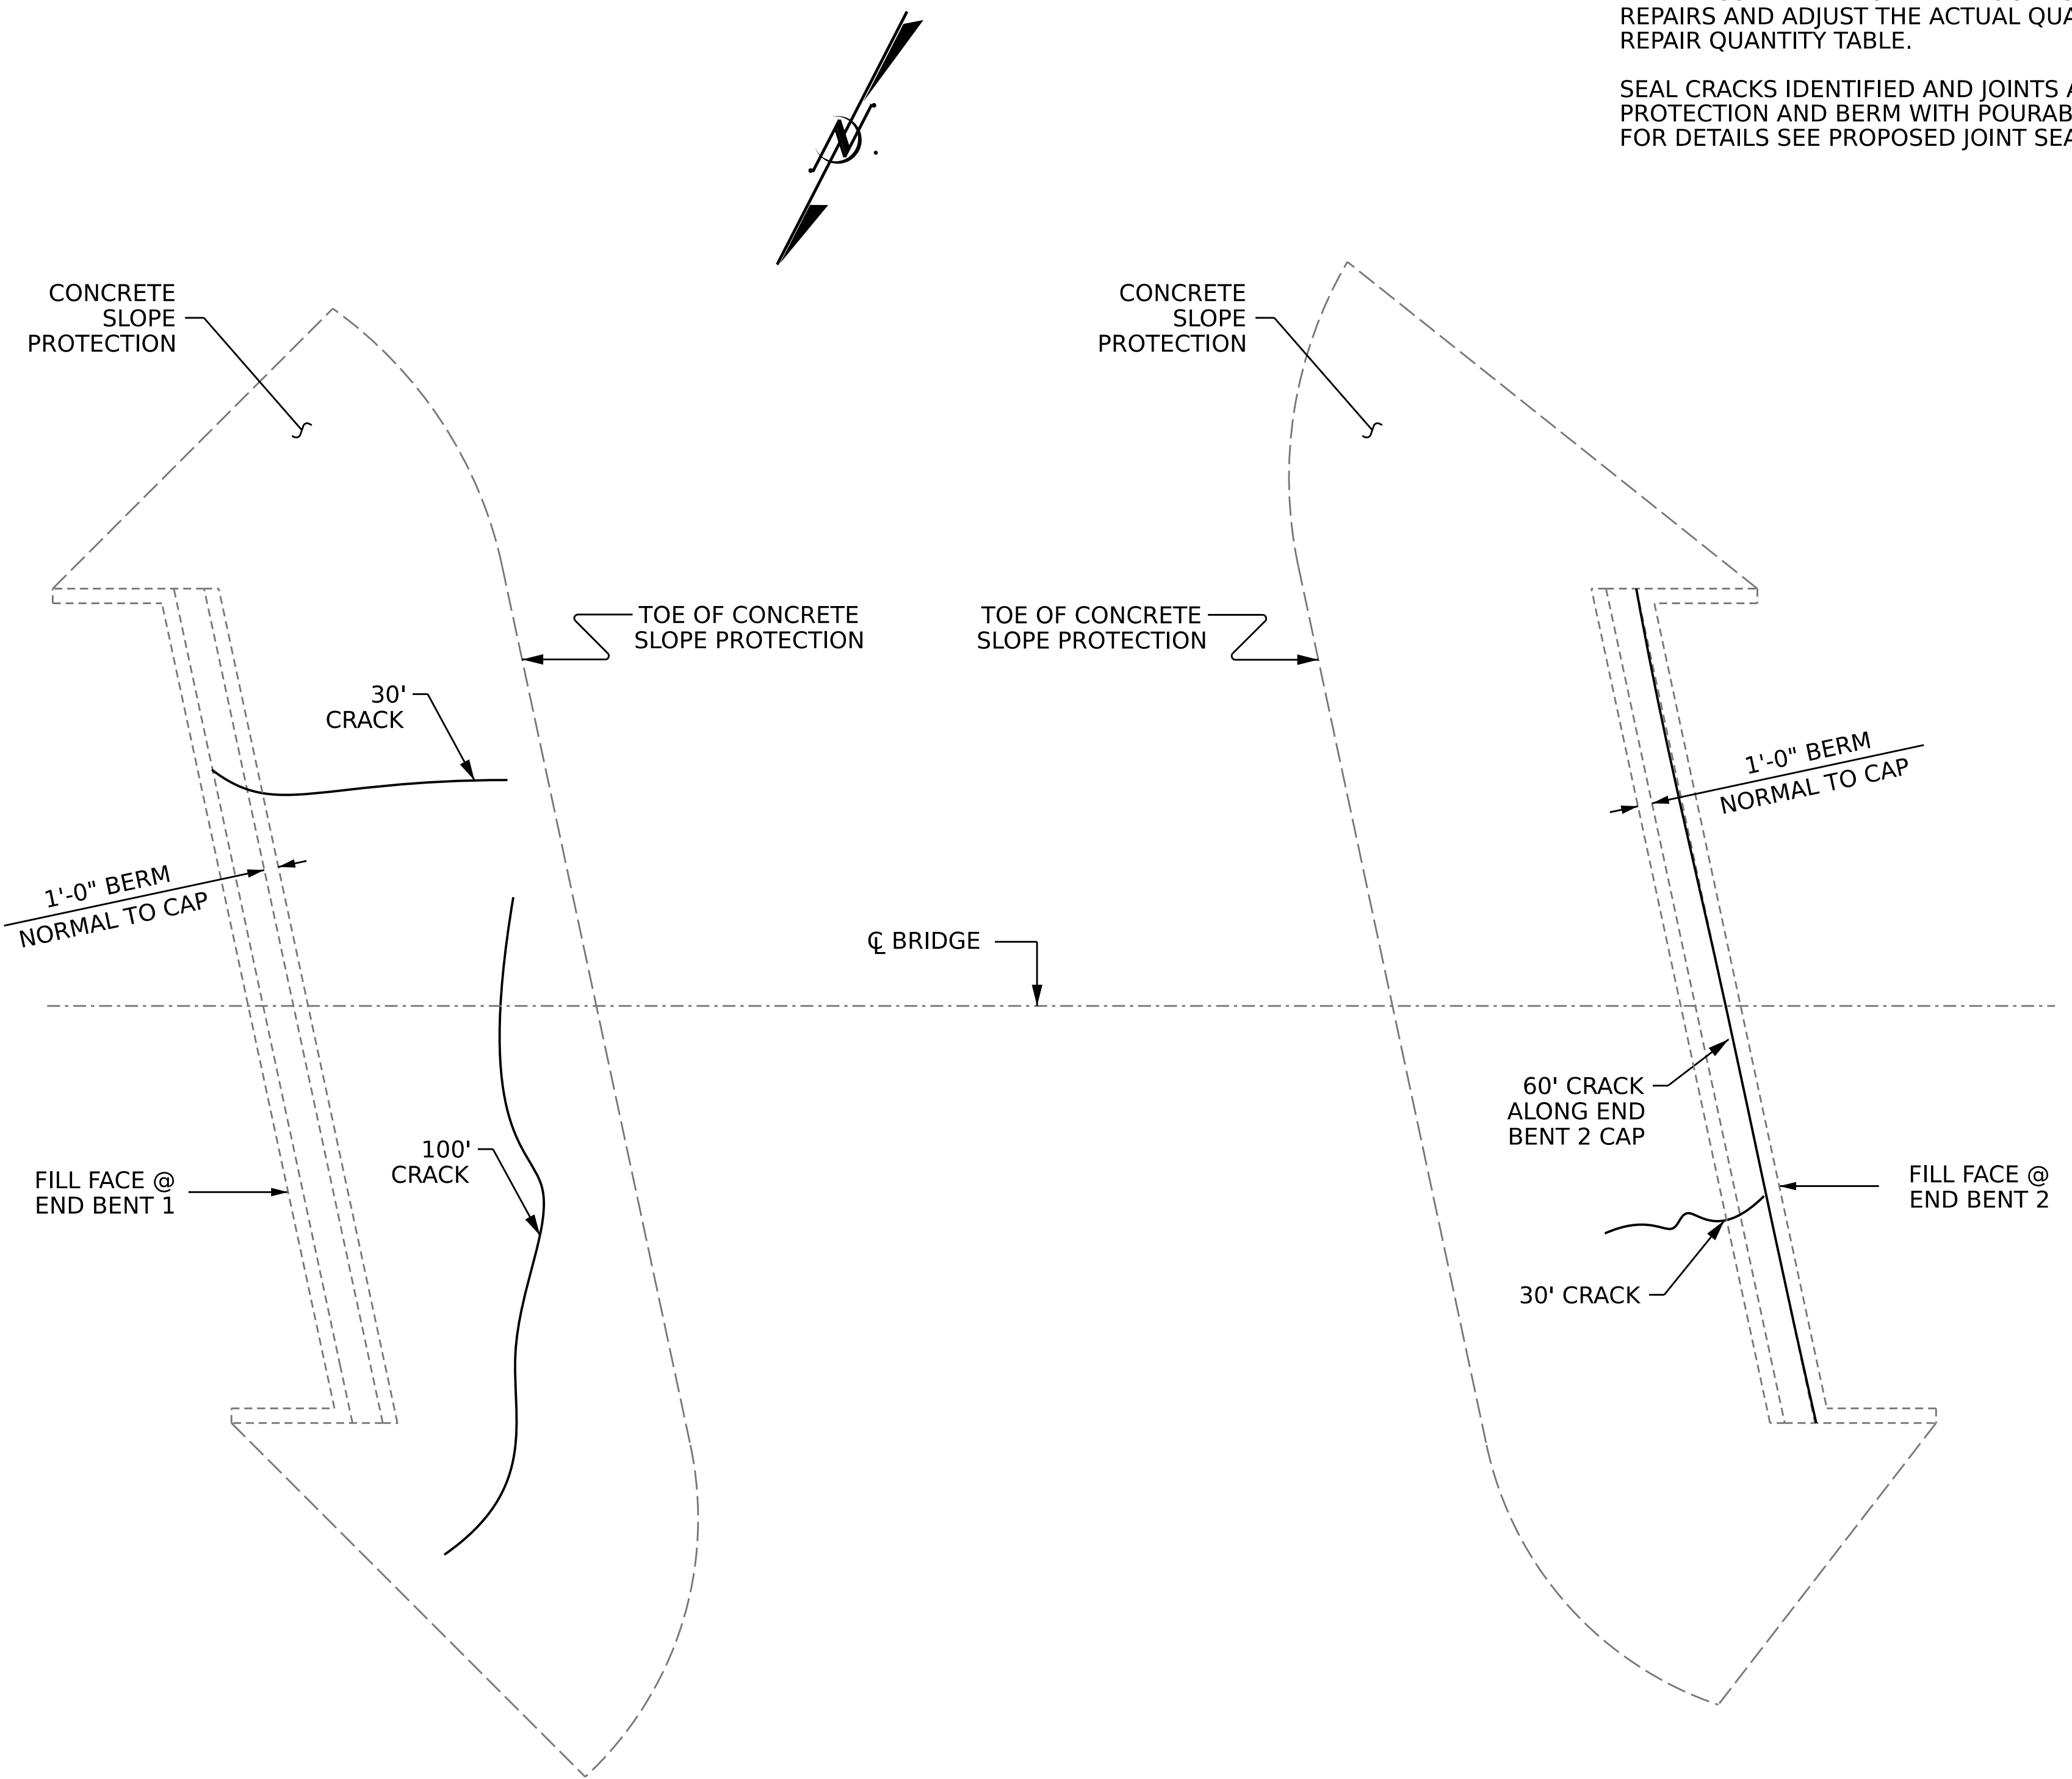 REPAIRS AND ADJUST THE ACTUAL
REPAIR QUANTITY TABLE.
SEAL CRACKS IDENTIFIED AND JOINTS
PROTECTION AND BERM WITH
FOR DETAILS SEE PROPOSED JOINT
N
CONCRETE
SLOPE
PROTECTION
CONCRETE
SLOPE
PROTECTION
TOE OF CONCRETE
SLOPE PROTECTION
TOE OF CONCRETE
SLOPE PROTECTION
30'
CRACK
1'-0" BERM
NORMAL TO CAP
1'-0" BERM
NORMAL TO CAP
℄ BRIDGE
60' CRACK
ALONG END
BENT 2 CAP
100'
CRACK
FILL FACE @
END BENT 1
FILL FACE @
END BENT 2
30' CRACK